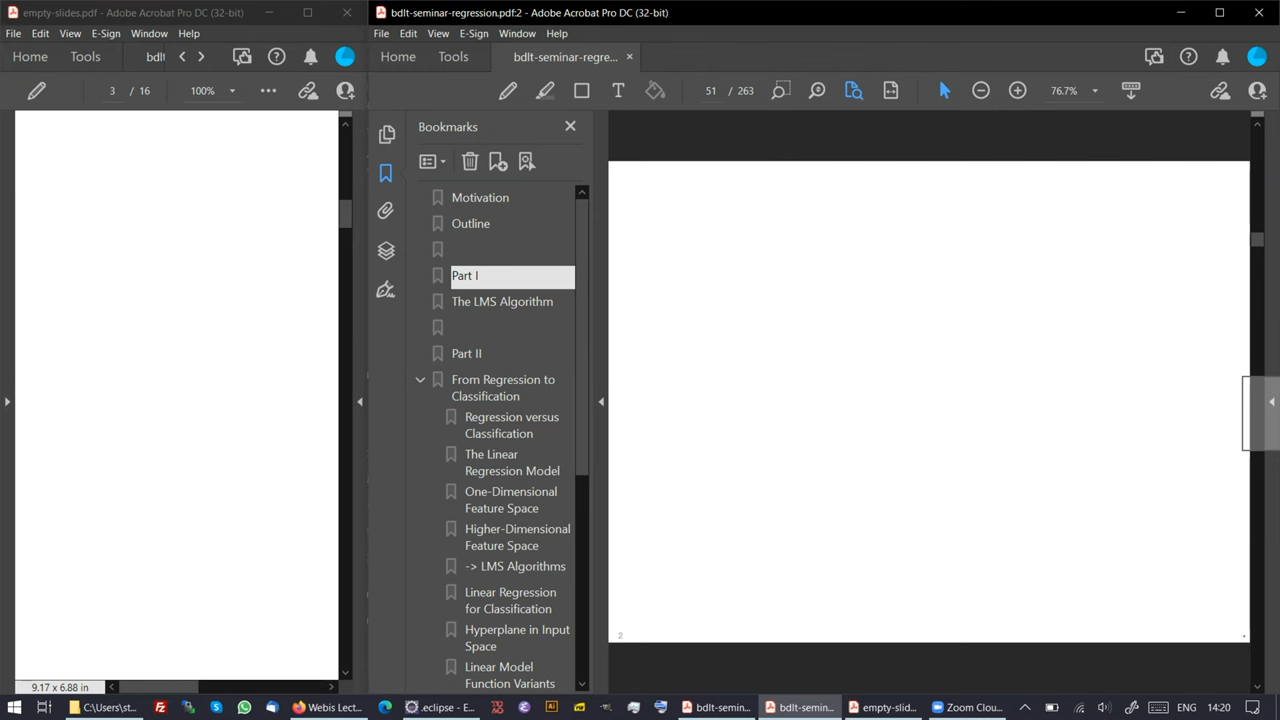 empty-slides.pdf - Adobe Acrobat Pro DC (32-bit)
bdlt-seminar-regression.pdf:2 - Adobe Acrobat Pro DC (32-bit)
File Edit View E-Sign Window Help
File Edit View E-Sign Window Help
Home Tools bdlt
Home Tools bdlt-seminar-regre...
3 / 16 100%
51 / 263 76.7%
Bookmarks
Motivation
Outline
Part I
The LMS Algorithm
Part II
From Regression to
Classification
Regression versus
Classification
The Linear
Regression Model
One-Dimensional
Feature Space
Higher-Dimensional
Feature Space
-> LMS Algorithms
Linear Regression
for Classification
Hyperplane in Input
Space
Linear Model
Function Variants
2
9.17 x 6.88 in
C:\Users\st... Webis Lect... .eclipse - E... bdlt-semin... bdlt-semin... empty-slid... Zoom Clou... ENG 14:20